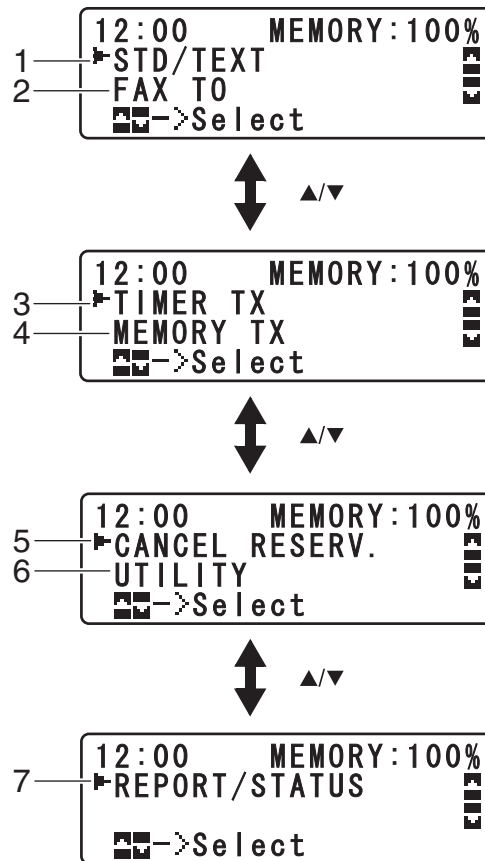 12:00 MEMORY:100%
1 STD/TEXT
2 FAX TO
->Select
▲/▼
12:00 MEMORY:100%
3 TIMER TX
4 MEMORY TX
->Select
▲/▼
12:00 MEMORY:100%
5 CANCEL RESERV.
6 UTILITY
->Select
▲/▼
12:00 MEMORY:100%
7 REPORT/STATUS
->Select